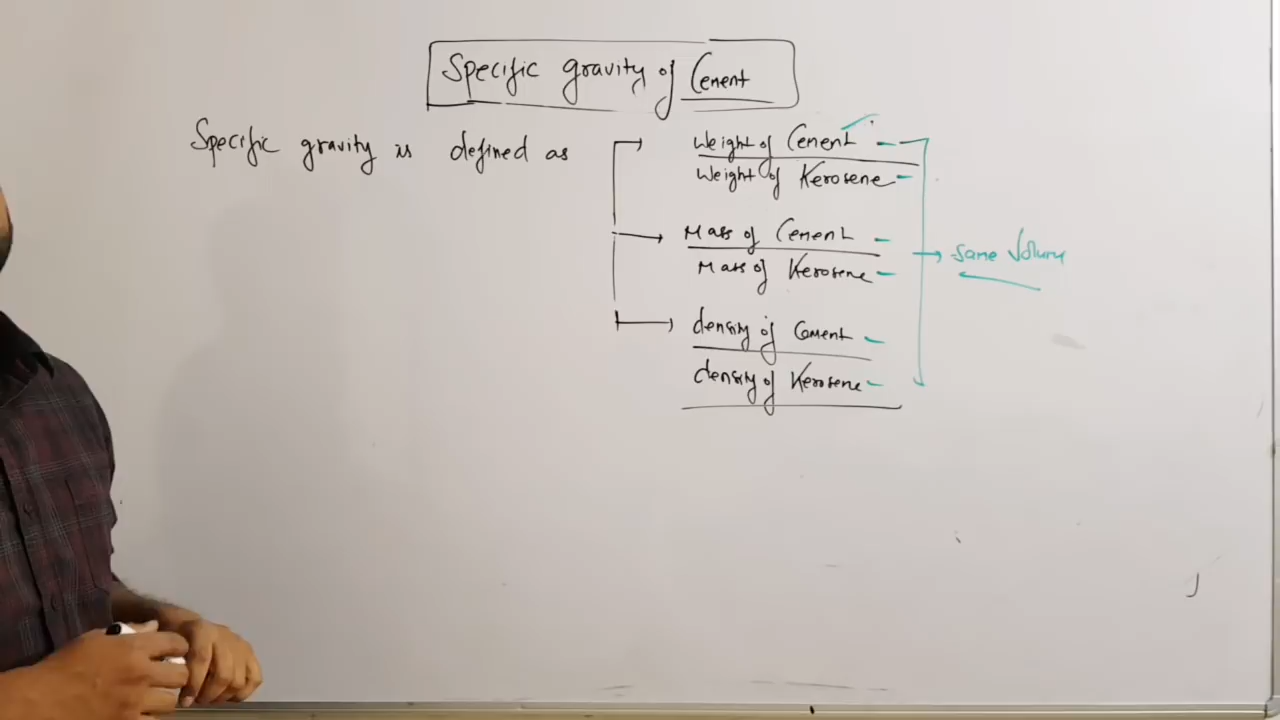 Specific gravity of Cement
Specific gravity is defined as
Weight of Cement
Weight of Kerosene
Mass of Cement
Mass of Kerosene
Same Volume
density of Cement
density of Kerosene